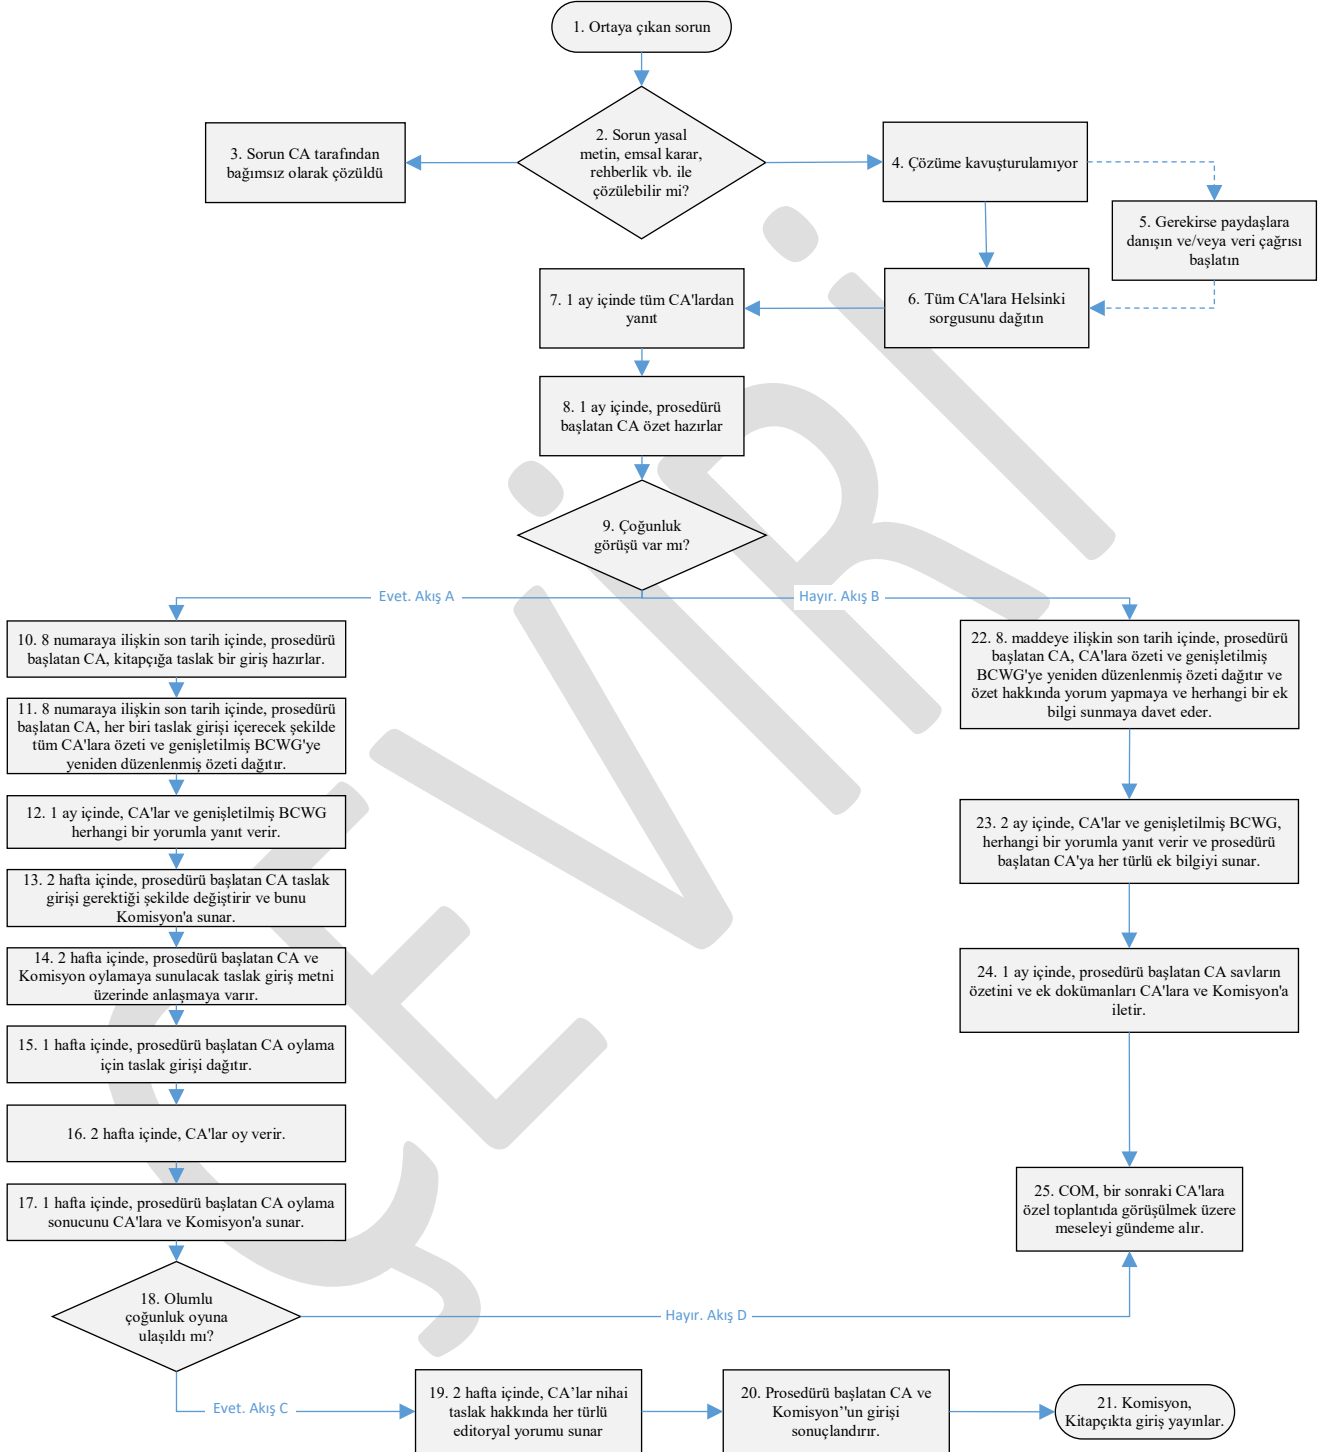 1. Ortaya çıkan sorun
2. Sorun yasal
metin, emsal karar,
rehberlik vb. ile
çözülebilir mi?
3. Sorun CA tarafından
bağımsız olarak çözüldü
4. Çözüme kavuşturulamıyor
5. Gerekirse paydaşlara
danışın ve/veya veri çağrısı
başlatın
6. Tüm CA'lara Helsinki
sorgusunu dağıtın
7. 1 ay içinde tüm CA'lardan
yanıt
8. 1 ay içinde, prosedürü
başlatan CA özet hazırlar
9. Çoğunluk
görüşü var mı?
Evet. Akış A
Hayır. Akış B
10. 8 numaraya ilişkin son tarih içinde, prosedürü
başlatan CA, kitapçığa taslak bir giriş hazırlar.
11. 8 numaraya ilişkin son tarih içinde, prosedürü
başlatan CA, her biri taslak girişi içerecek şekilde
tüm CA'lara özeti ve genişletilmiş BCWG'ye
yeniden düzenlenmiş özeti dağıtır.
12. 1 ay içinde, CA'lar ve genişletilmiş BCWG
herhangi bir yorumla yanıt verir.
13. 2 hafta içinde, prosedürü başlatan CA taslak
girişi gerektiği şekilde değiştirir ve bunu
Komisyon'a sunar.
14. 2 hafta içinde, prosedürü başlatan CA ve
Komisyon oylamaya sunulacak taslak giriş metni
üzerinde anlaşmaya varır.
15. 1 hafta içinde, prosedürü başlatan CA oylama
için taslak girişi dağıtır.
16. 2 hafta içinde, CA'lar oy verir.
17. 1 hafta içinde, prosedürü başlatan CA oylama
sonucunu CA'lara ve Komisyon'a sunar.
18. Olumlu
çoğunluk oyuna
ulaşıldı mı?
Evet. Akış C
Hayır. Akış D
19. 2 hafta içinde, CA’lar nihai
taslak hakkında her türlü
editoryal yorumu sunar
20. Prosedürü başlatan CA ve
Komisyon’'un girişi
sonuçlandırır.
21. Komisyon,
Kitapçıkta giriş yayınlar.
22. 8. maddeye ilişkin son tarih içinde, prosedürü
başlatan CA, CA'lara özeti ve genişletilmiş
BCWG'ye yeniden düzenlenmiş özeti dağıtır ve
özet hakkında yorum yapmaya ve herhangi bir ek
bilgi sunmaya davet eder.
23. 2 ay içinde, CA'lar ve genişletilmiş BCWG,
herhangi bir yorumla yanıt verir ve prosedürü
başlatan CA'ya her türlü ek bilgiyi sunar.
24. 1 ay içinde, prosedürü başlatan CA savların
özetini ve ek dokümanları CA'lara ve Komisyon'a
iletir.
25. COM, bir sonraki CA'lara
özel toplantıda görüşülmek üzere
meseleyi gündeme alır.
ÇEVİRİ